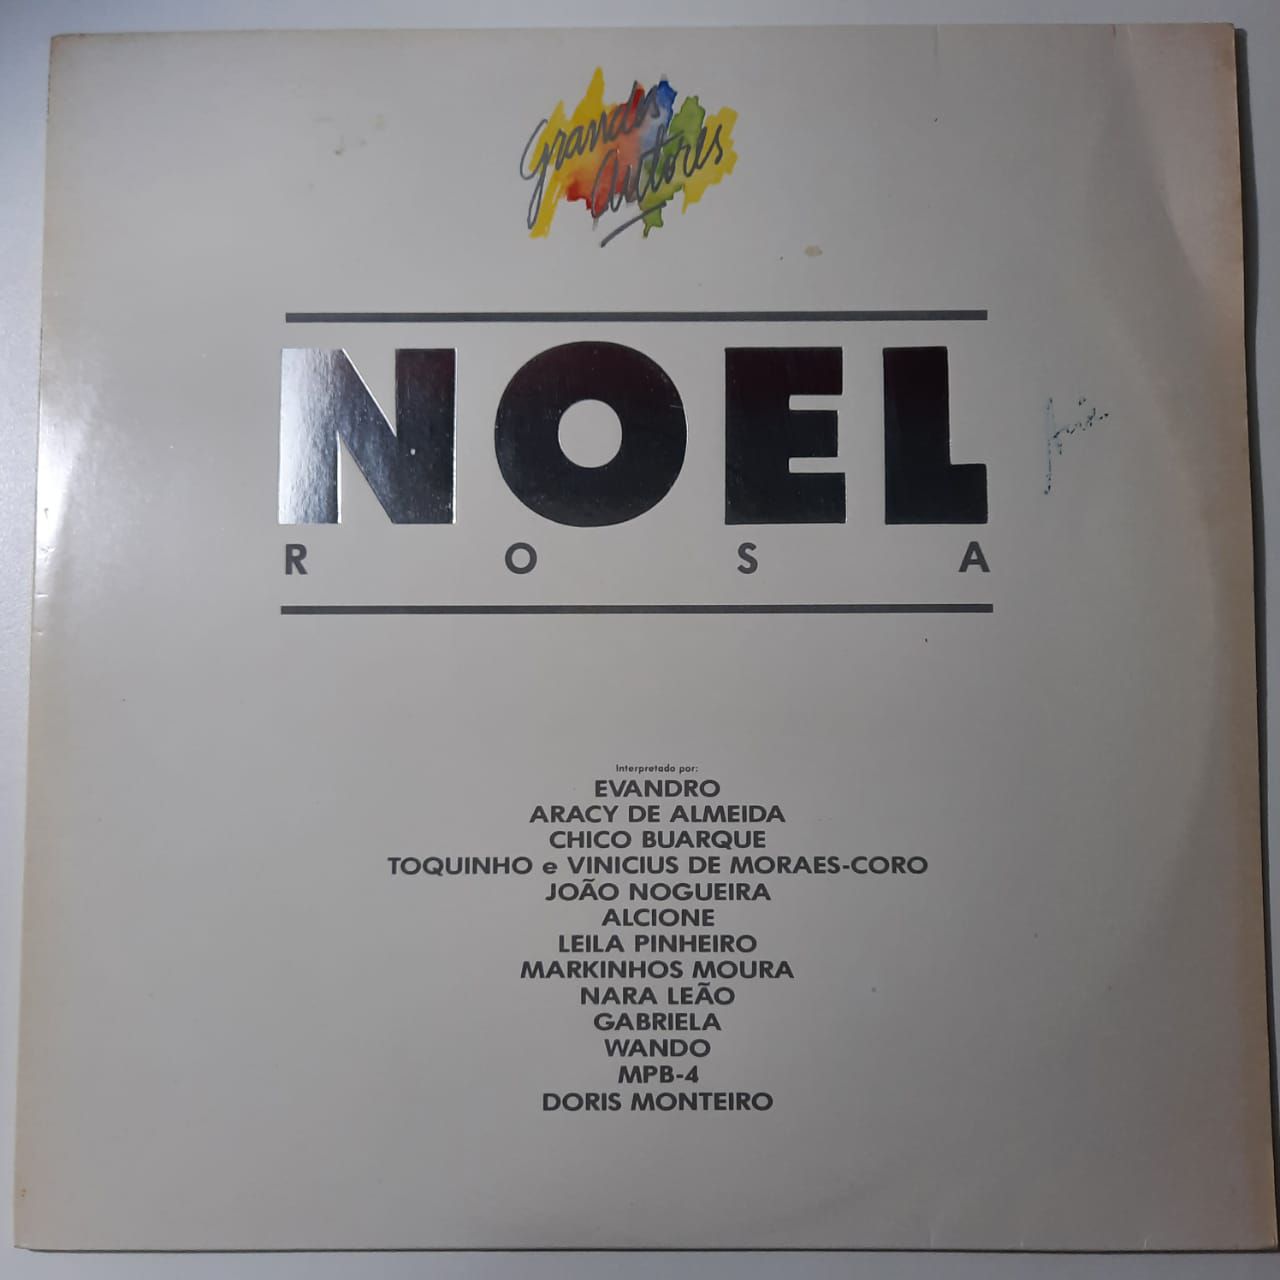 Grandes
autores
NOEL
ROSA
Interpretado por:
EVANDRO
ARACY DE ALMEIDA
CHICO BUARQUE
TOQUINHO e VINICIUS DE MORAES-CORO
JOÃO NOGUEIRA
ALCIONE
LEILA PINHEIRO
MARKINHOS MOURA
NARA LEÃO
GABRIELA
WANDO
MPB-4
DORIS MONTEIRO